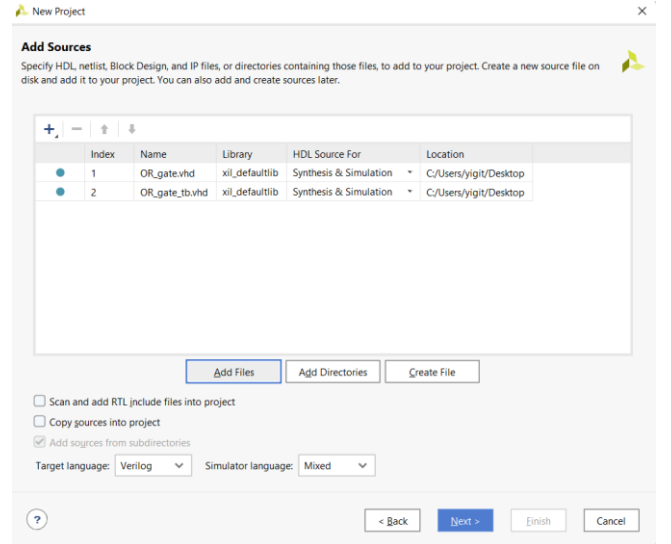 New Project
Add Sources
Specify HDL, netlist, Block Design, and IP files, or directories containing those files, to add to your project. Create a new source file on
disk and add it to your project. You can also add and create sources later.
Index Name Library HDL Source For Location
1 OR_gate.vhd xil_defaultlib Synthesis & Simulation C:/Users/yigit/Desktop
2 OR_gate_tb.vhd xil_defaultlib Synthesis & Simulation C:/Users/yigit/Desktop
Add Files Add Directories Create File
Scan and add RTL include files into project
Copy sources into project
Add sources from subdirectories
Target language: Verilog Simulator language: Mixed
? < Back Next > Finish Cancel